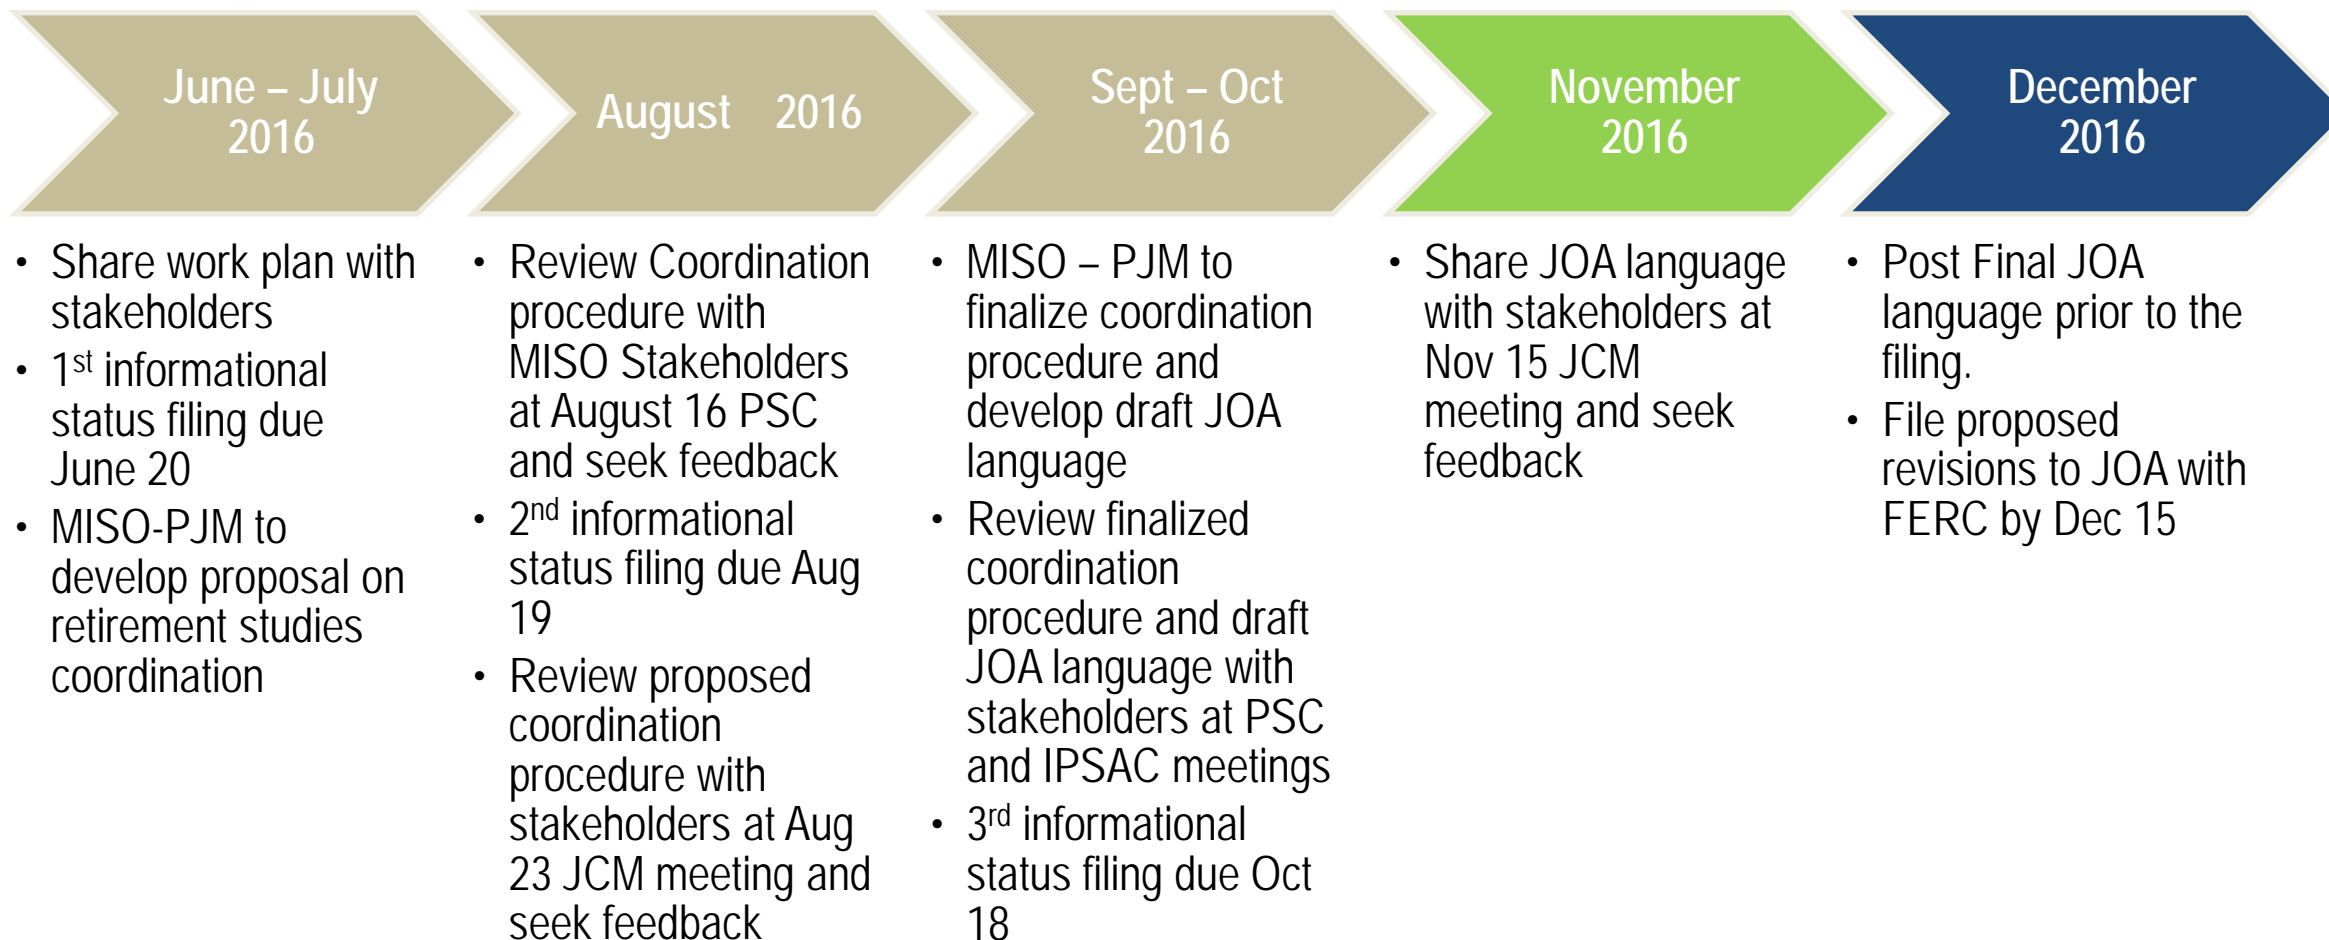 June – July
2016
August 2016
Sept – Oct
2016
November
2016
December
2016
• Share work plan with
stakeholders
• 1st informational
status filing due
June 20
• MISO-PJM to
develop proposal on
retirement studies
coordination
• Review Coordination
procedure with
MISO Stakeholders
at August 16 PSC
and seek feedback
• 2nd informational
status filing due Aug
19
• Review proposed
coordination
procedure with
stakeholders at Aug
23 JCM meeting and
seek feedback
• MISO – PJM to
finalize coordination
procedure and
develop draft JOA
language
• Review finalized
coordination
procedure and draft
JOA language with
stakeholders at PSC
and IPSAC meetings
• 3rd informational
status filing due Oct
18
• Share JOA language
with stakeholders at
Nov 15 JCM
meeting and seek
feedback
• Post Final JOA
language prior to the
filing.
• File proposed
revisions to JOA with
FERC by Dec 15